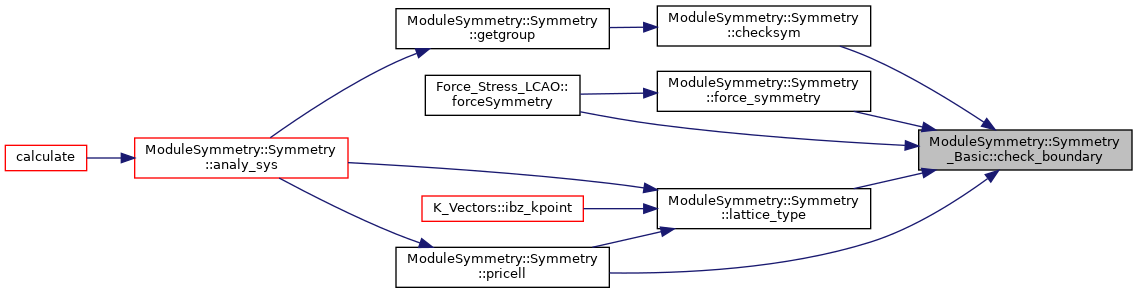 ModuleSymmetry::Symmetry
::getgroup
ModuleSymmetry::Symmetry
::checksym
Force_Stress_LCAO::
forceSymmetry
ModuleSymmetry::Symmetry
::force_symmetry
calculate
ModuleSymmetry::Symmetry
::analy_sys
ModuleSymmetry::Symmetry
_Basic::check_boundary
K_Vectors::ibz_kpoint
ModuleSymmetry::Symmetry
::lattice_type
ModuleSymmetry::Symmetry
::pricell